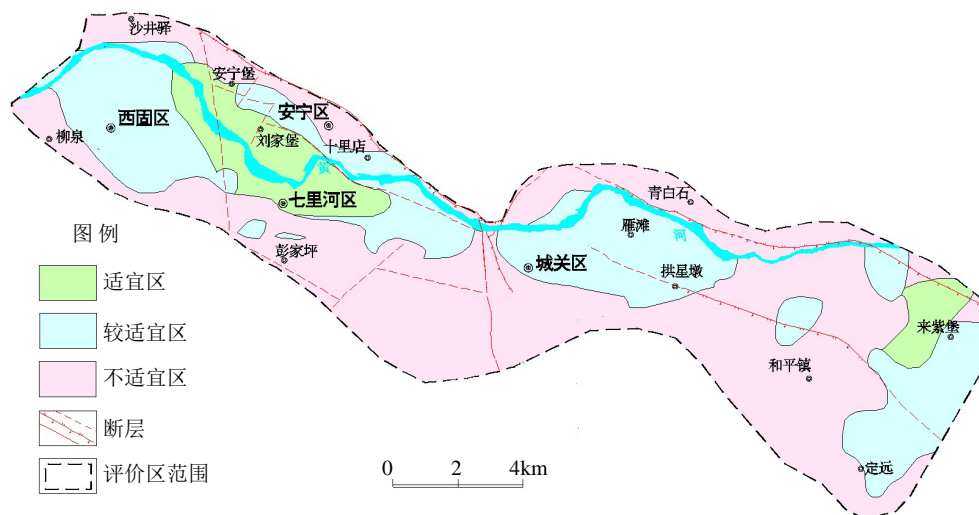 沙井驿
安宁堡
西固区
安宁区
柳泉
刘家堡
十里店
黄
七里河区
青白石
雁滩
河
彭家坪
城关区
拱星墩
来紫堡
和平镇
定远
图 例
适宜区
较适宜区
不适宜区
断层
评价区范围
0 2 4km